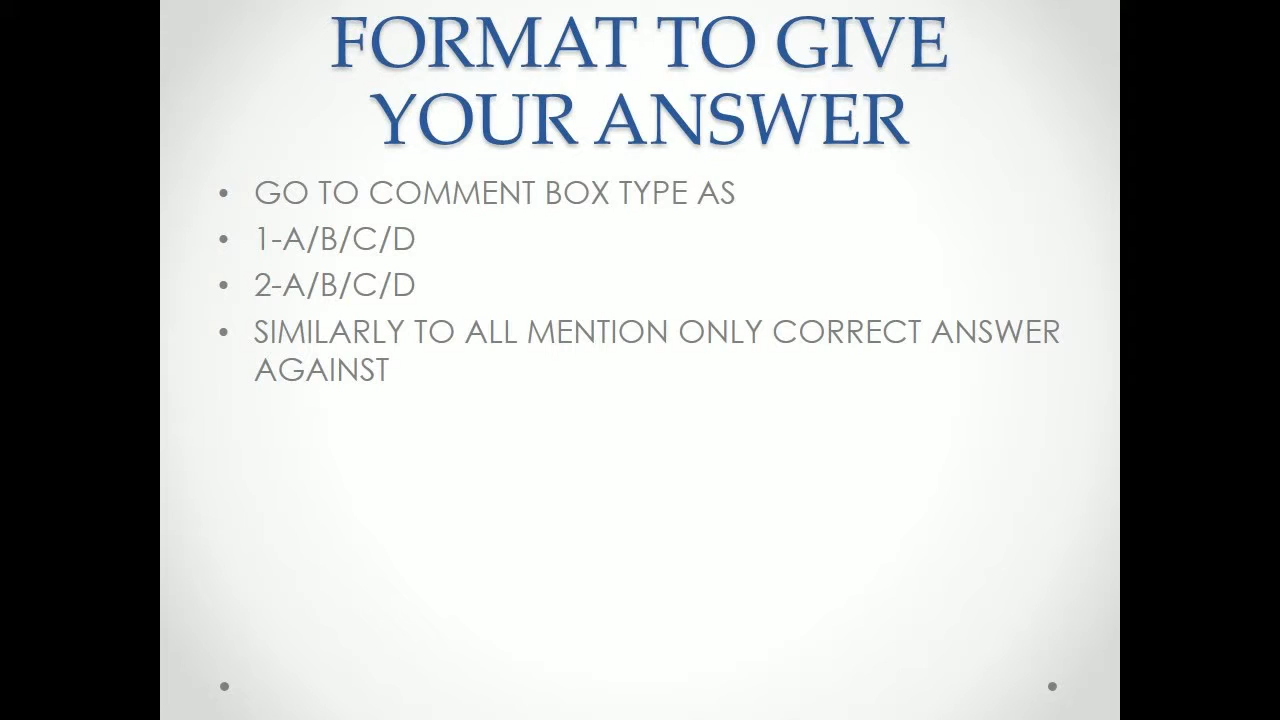 FORMAT TO GIVE
YOUR ANSWER
• GO TO COMMENT BOX TYPE AS
• 1-A/B/C/D
• 2-A/B/C/D
• SIMILARLY TO ALL MENTION ONLY CORRECT ANSWER
AGAINST